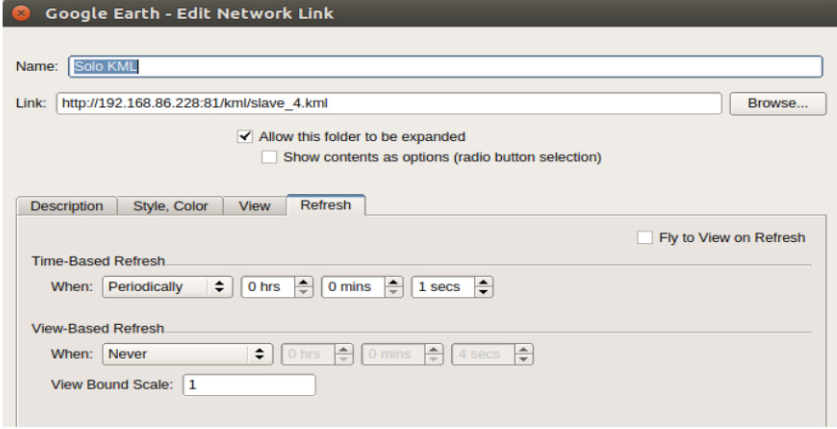 Google Earth - Edit Network Link
Name: Solo KML
Link: http://192.168.86.228:81/kml/slave_4.kml Browse...
Allow this folder to be expanded
Show contents as options (radio button selection)
Description Style, Color View Refresh
Fly to View on Refresh
Time-Based Refresh
When: Periodically 0 hrs 0 mins 1 secs
View-Based Refresh
When: Never 0 hrs 0 mins 4 secs
View Bound Scale: 1